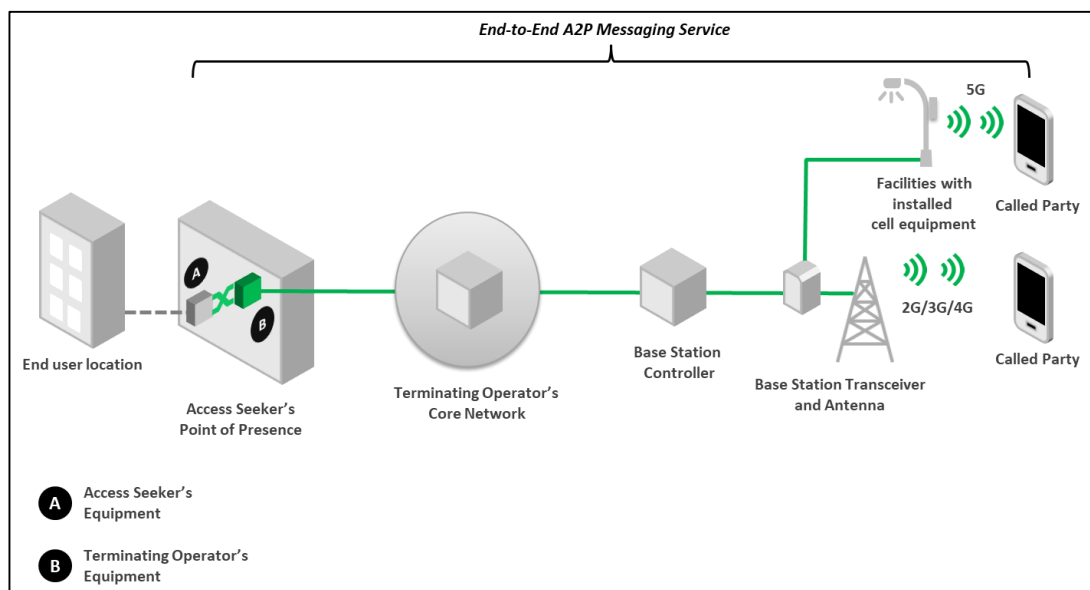 End-to-End A2P Messaging Service
5G
Facilities with
installed
cell equipment
Called Party
A
B
2G/3G/4G
End user location
Access Seeker's
Point of Presence
Terminating Operator's
Core Network
Base Station
Controller
Base Station Transceiver
and Antenna
Called Party
A
Access Seeker's
Equipment
B
Terminating Operator's
Equipment